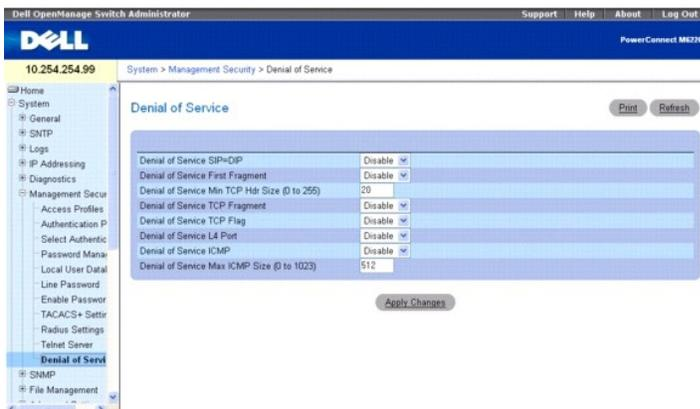 Dell OpenManage Switch Administrator Support Help About Log Out
DELL PowerConnect M6220
10.254.254.99
System > Management Security > Denial of Service
Home
System
General
SNTP
Logs
IP Addressing
Diagnostics
Management Secur
Access Profiles
Authentication P
Select Authentic
Password Mana
Local User Datal
Line Password
Enable Passwor
TACACS+ Settir
Radius Settings
Telnet Server
Denial of Servi
SNMP
File Management
Denial of Service
Print Refresh
Denial of Service SIP=DIP Disable
Denial of Service First Fragment Disable
Denial of Service Min TCP Hdr Size (0 to 255) 20
Denial of Service TCP Fragment Disable
Denial of Service TCP Flag Disable
Denial of Service L4 Port Disable
Denial of Service ICMP Disable
Denial of Service Max ICMP Size (0 to 1023) 512
Apply Changes